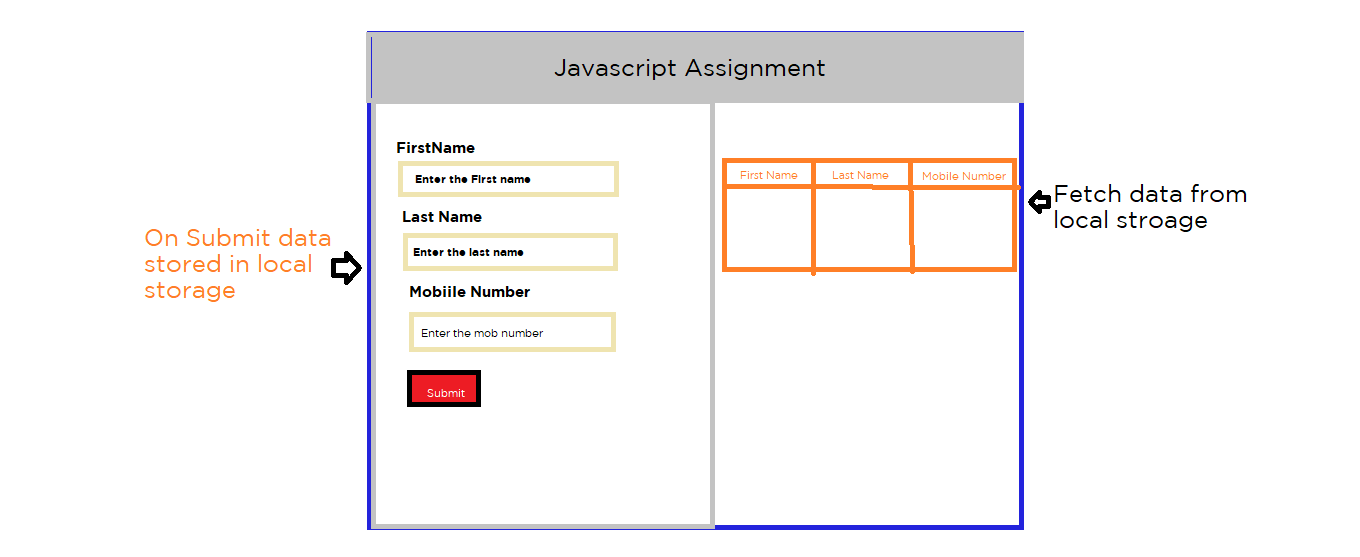 Javascript Assignment
FirstName
Enter the First name
Last Name
Enter the last name
Mobiile Number
Enter the mob number
Submit
First Name Last Name Mobile Number
On Submit data
stored in local
storage
Fetch data from
local stroage